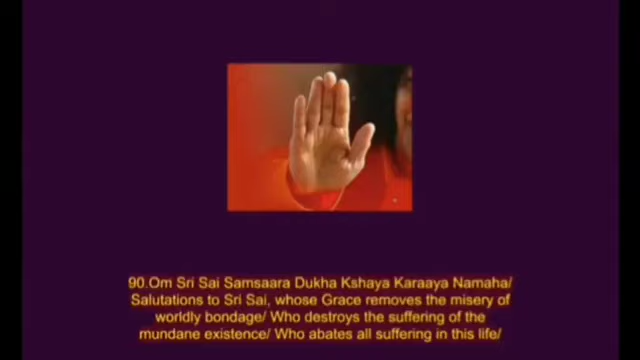 90.Om Sri Sai Samsaara Dukha Kshaya Karaaya Namaha/
Salutations to Sri Sai, whose Grace removes the misery of
worldly bondage/ Who destroys the suffering of the
mundane existence/ Who abates all suffering in this life/